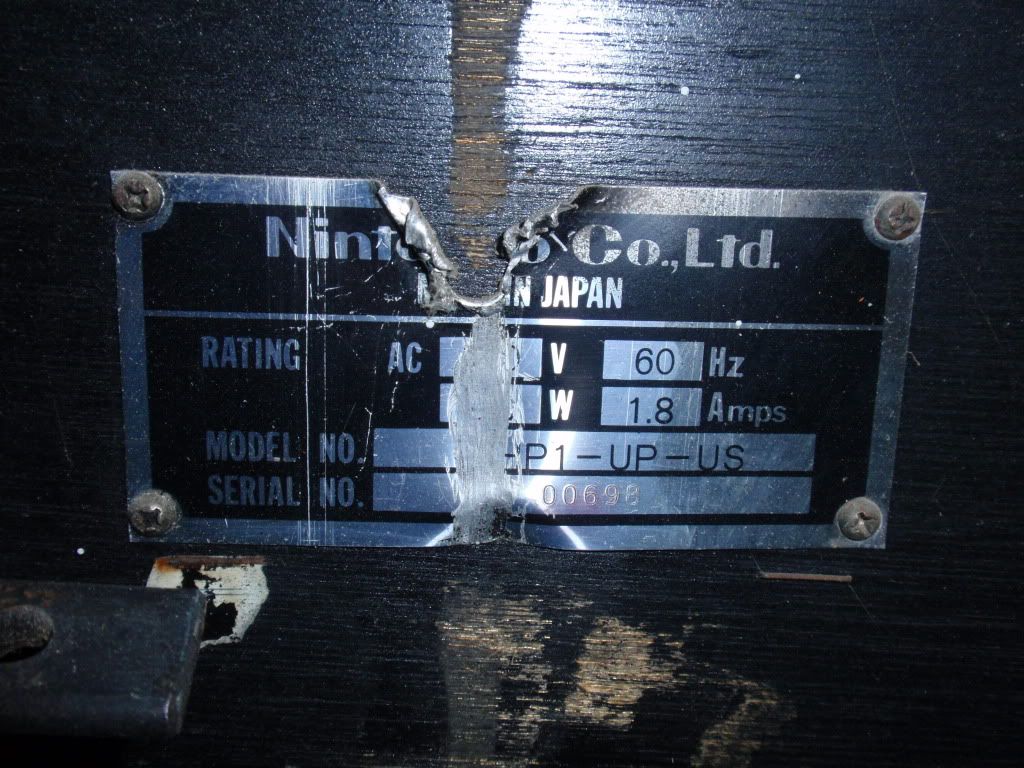 Co.,Ltd.
IN JAPAN
RATING AC V 60 Hz
W 1.8 Amps
MODEL NO. P1-UP-US
SERIAL NO. 00698